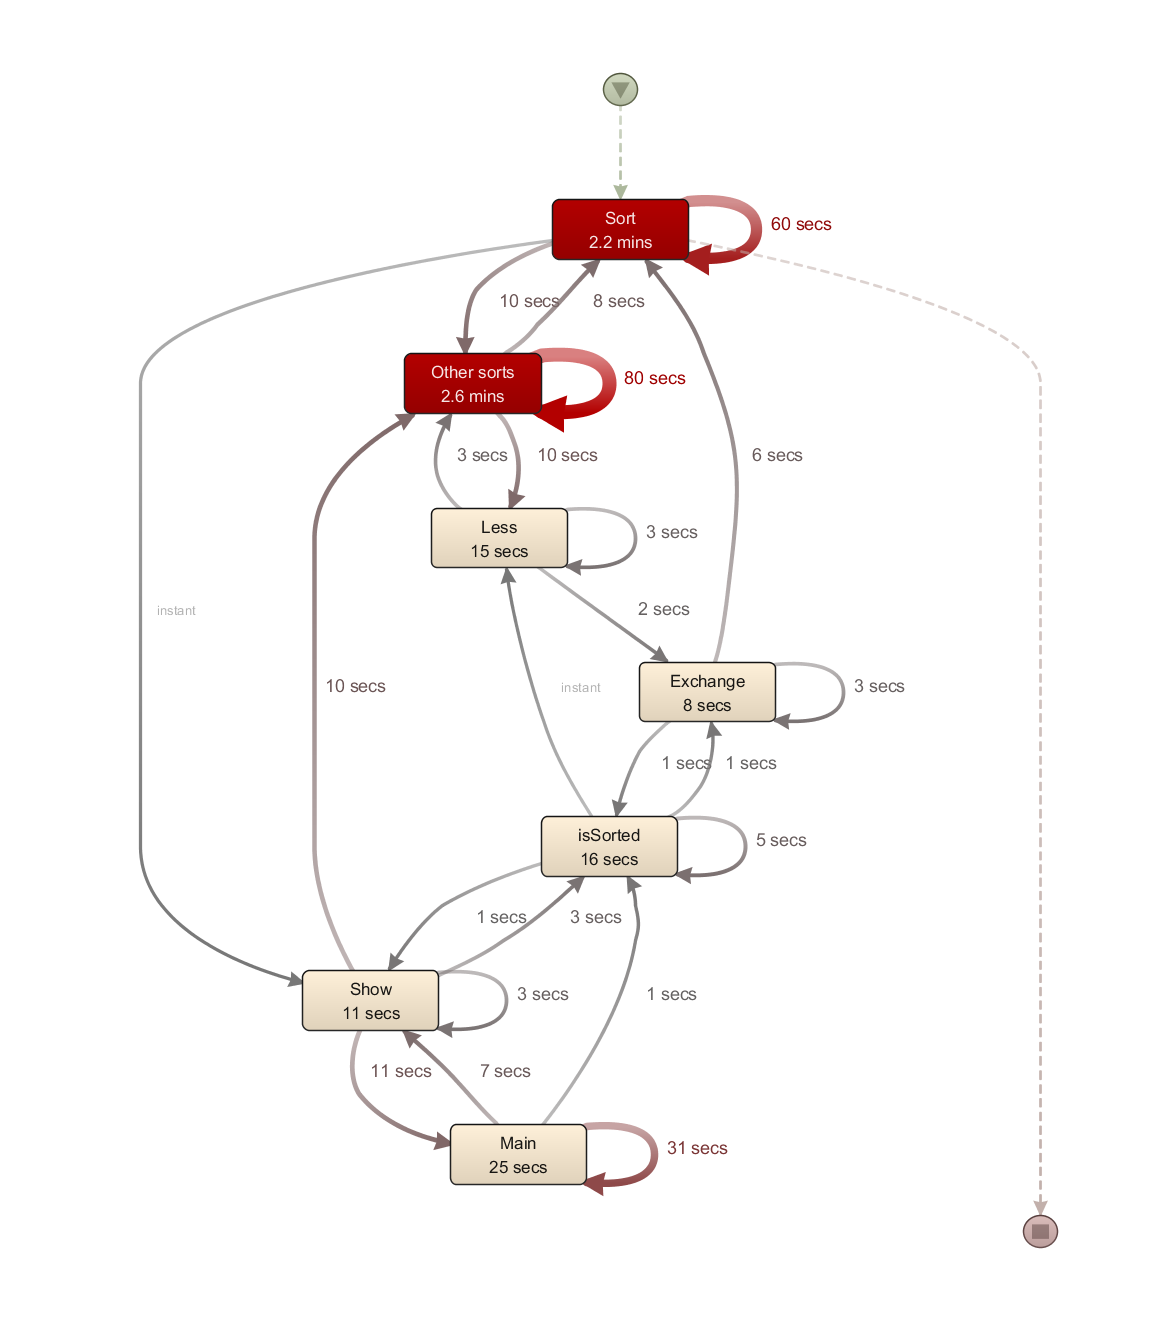 Sort
2.2 mins
60 secs
10 secs
8 secs
Other sorts
2.6 mins
80 secs
3 secs
10 secs
6 secs
Less
15 secs
3 secs
instant
2 secs
10 secs
instant
Exchange
8 secs
3 secs
1 secs
1 secs
isSorted
16 secs
5 secs
1 secs
3 secs
Show
11 secs
3 secs
1 secs
11 secs
7 secs
Main
25 secs
31 secs